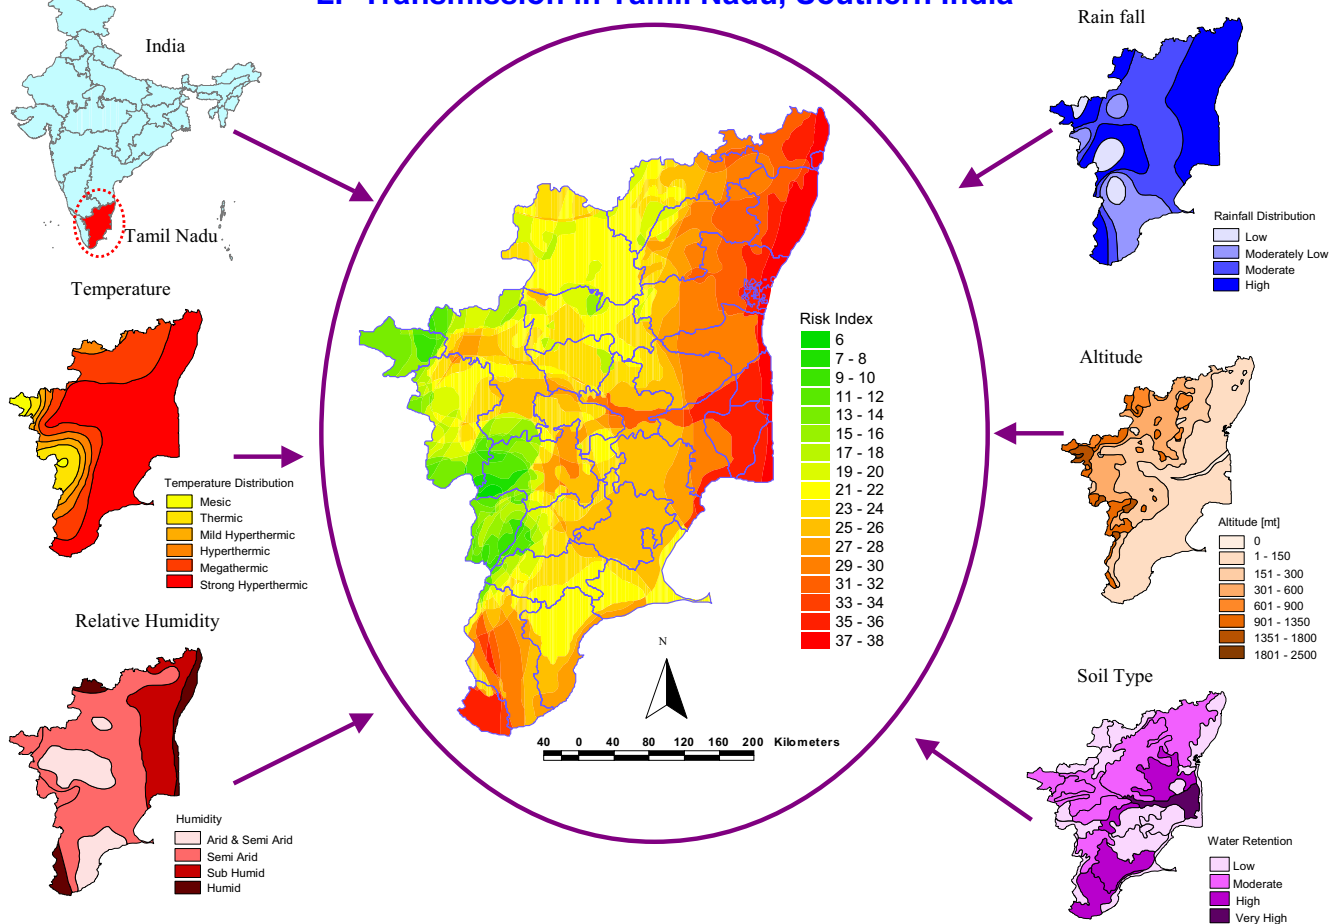 LF Transmission in Tamil Nadu, Southern India
India
Tamil Nadu
Rain fall
Rainfall Distribution
Low
Moderately Low
Moderate
High
Temperature
Temperature Distribution
Mesic
Thermic
Mild Hyperthermic
Hyperthermic
Megathermic
Strong Hyperthermic
Risk Index
6
7 - 8
9 - 10
11 - 12
13 - 14
15 - 16
17 - 18
19 - 20
21 - 22
23 - 24
25 - 26
27 - 28
29 - 30
31 - 32
33 - 34
35 - 36
37 - 38
N
40 0 40 80 120 160 200 Kilometers
Altitude
Altitude [mt]
0
1 - 150
151 - 300
301 - 600
601 - 900
901 - 1350
1351 - 1800
1801 - 2500
Relative Humidity
Humidity
Arid & Semi Arid
Semi Arid
Sub Humid
Humid
Soil Type
Water Retention
Low
Moderate
High
Very High